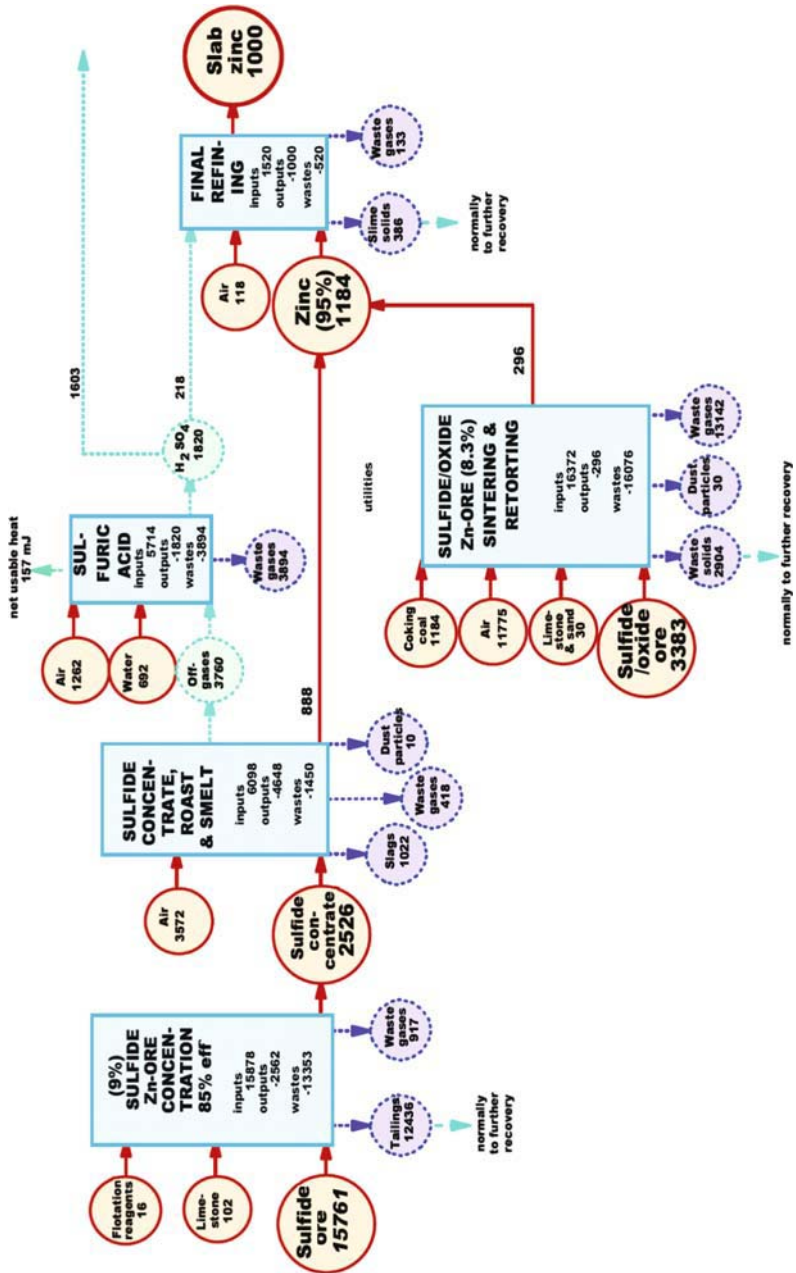 Flotation
reagents
16
Lime-
stone
102
Sulfide
ore
15761
(9%)
SULFIDE
Zn-ORE
CONCEN-
TRATION
85% eff
inputs
15878
outputs
-2562
wastes
-13353
Tailings
12436
normally
to further
recovery
Waste
gases
917
Sulfide
con-
centrate
2526
Air
3572
SULFIDE
CONCEN-
TRATE,
ROAST
& SMELT
inputs
6098
outputs
-4648
wastes
-1450
Slags
1022
Waste
gases
418
Dust
particles
10
888
Off-
gases
3760
Air
1262
Water
692
net usable heat
157 mJ
SUL-
FURIC
ACID
inputs
5714
outputs
-1820
wastes
-3894
Waste
gases
3894
H2SO4
1820
1603
218
utilities
Coking
coal
1184
Air
11775
Lime-
stone
& sand
30
Sulfide
/oxide
ore
3383
SULFIDE/OXIDE
Zn-ORE (8.3%)
SINTERING &
RETORTING
inputs
16372
outputs
-296
wastes
-16076
Waste
solids
2904
normally to further recovery
Dust
particles
30
Waste
gases
13142
296
Zinc
(95%)
1184
Air
118
FINAL
REFIN-
ING
inputs
1520
outputs
-1000
wastes
-520
Slime
solids
386
normally
to further
recovery
Waste
gases
133
Slab
zinc
1000